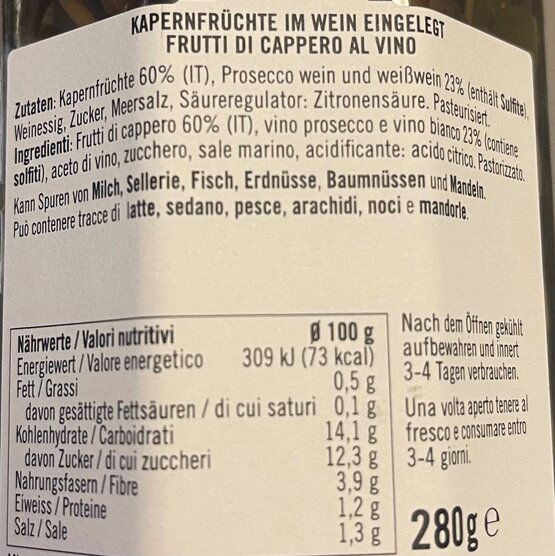 KAPERNFRÜCHTE IM WEIN EINGELEGT
FRUTTI DI CAPPERO AL VINO
Zutaten: Kapernfrüchte 60% (IT), Prosecco wein und weißwein 23% (enthält Sulfite),
Weinessig, Zucker, Meersalz, Säureregulator: Zitronensäure. Pasteurisiert.
Ingredienti: Frutti di cappero 60% (IT), vino prosecco e vino bianco 23% (contiene
solfiti), aceto di vino, zucchero, sale marino, acidificante: acido citrico. Pastorizzato.
Kann Spuren von Milch, Sellerie, Fisch, Erdnüsse, Baumnüssen und Mandeln.
Può contenere tracce di latte, sedano, pesce, arachidi, noci e mandorle.
Nährwerte / Valori nutritivi Ø 100 g
Energiewert / Valore energetico 309 kJ (73 kcal)
Fett / Grassi 0,5 g
davon gesättigte Fettsäuren / di cui saturi 0,1 g
Kohlenhydrate / Carboidrati 14,1 g
davon Zucker / di cui zuccheri 12,3 g
Nahrungsfasern / Fibre 3,9 g
Eiweiss / Proteine 1,2 g
Salz / Sale 1,3 g
Nach dem Öffnen gekühlt
aufbewahren und innert
3-4 Tagen verbrauchen.
Una volta aperto tenere al
fresco e consumare entro
3-4 giorni.
280g e